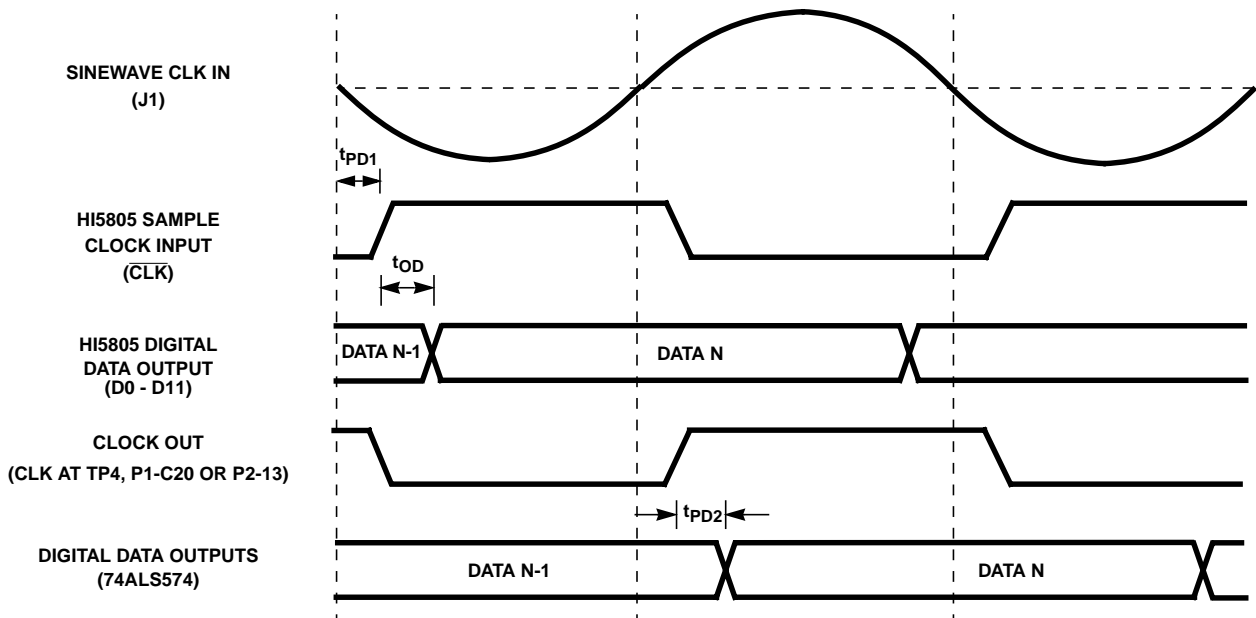 SINEWAVE CLK IN
(J1)
tPD1
HI5805 SAMPLE
CLOCK INPUT
(CLK)
tOD
HI5805 DIGITAL
DATA OUTPUT
(D0 - D11)
DATA N-1
DATA N
CLOCK OUT
(CLK AT TP4, P1-C20 OR P2-13)
tPD2
DIGITAL DATA OUTPUTS
(74ALS574)
DATA N-1
DATA N